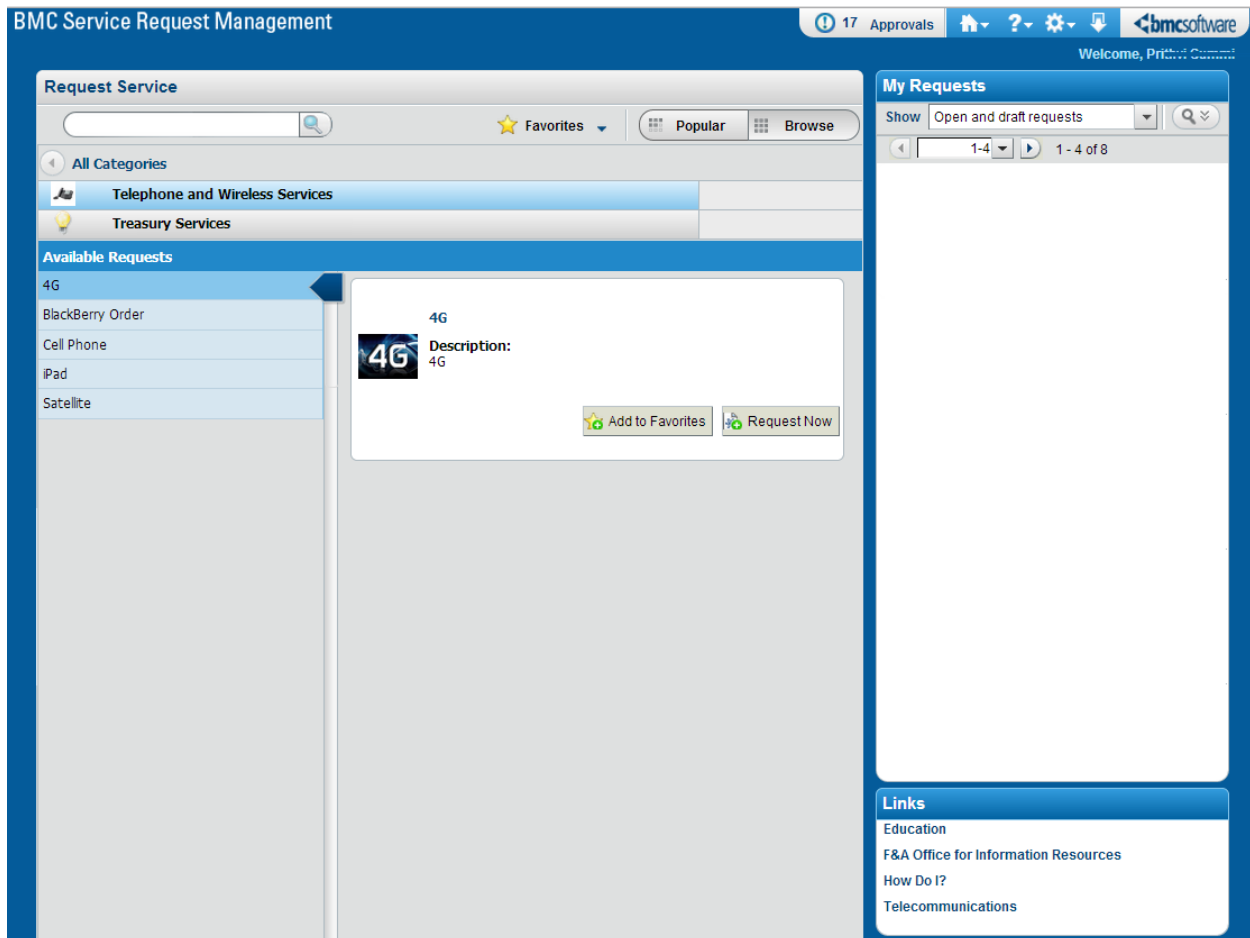 BMC Service Request Management
17 Approvals
bmcsoftware
Welcome,
Request Service
Favorites
Popular
Browse
All Categories
Telephone and Wireless Services
Treasury Services
Available Requests
4G
BlackBerry Order
Cell Phone
iPad
Satellite
4G
4G
Description:
4G
Add to Favorites
Request Now
My Requests
Show Open and draft requests
1-4 1 - 4 of 8
Links
Education
F&A Office for Information Resources
How Do I?
Telecommunications